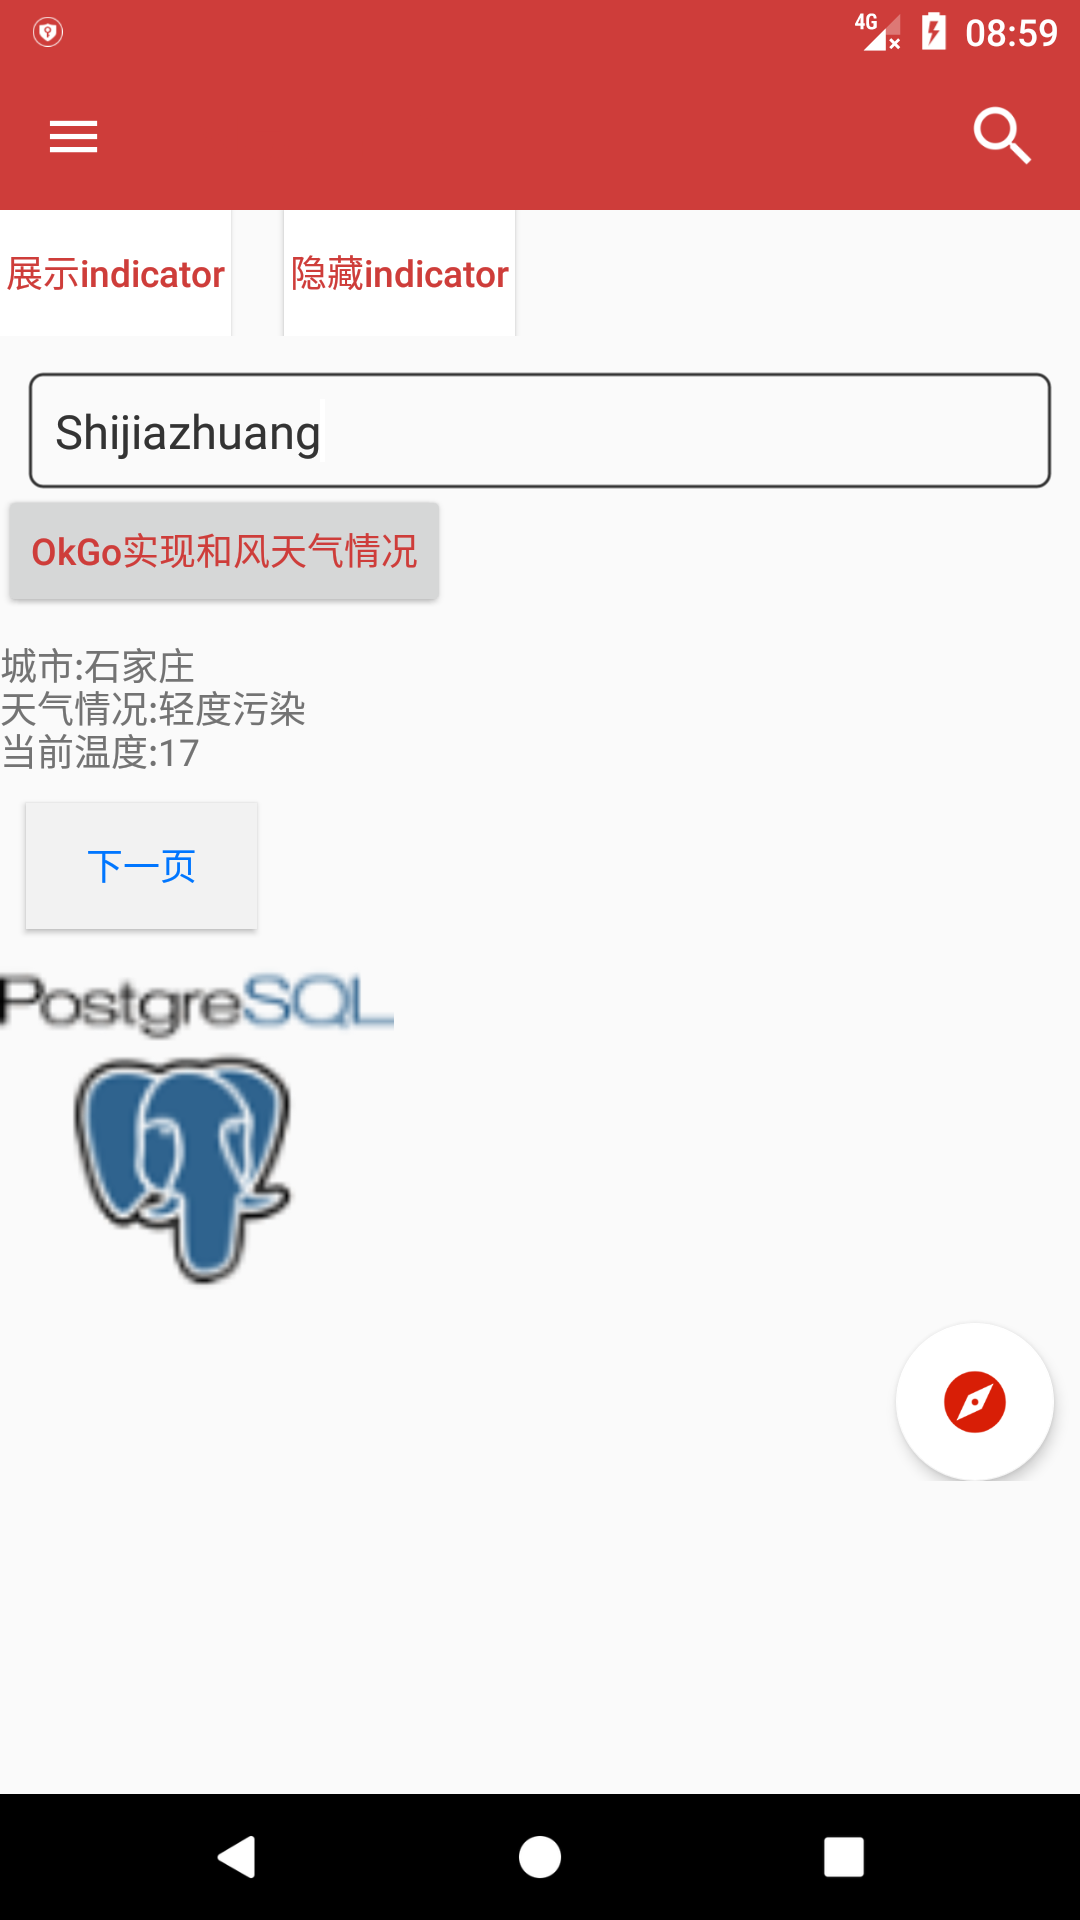 4G 08:59
展示indicator 隐藏indicator
Shijiazhuang
OkGo实现和风天气情况
城市:石家庄
天气情况:轻度污染
当前温度:17
下一页
PostgreSQL